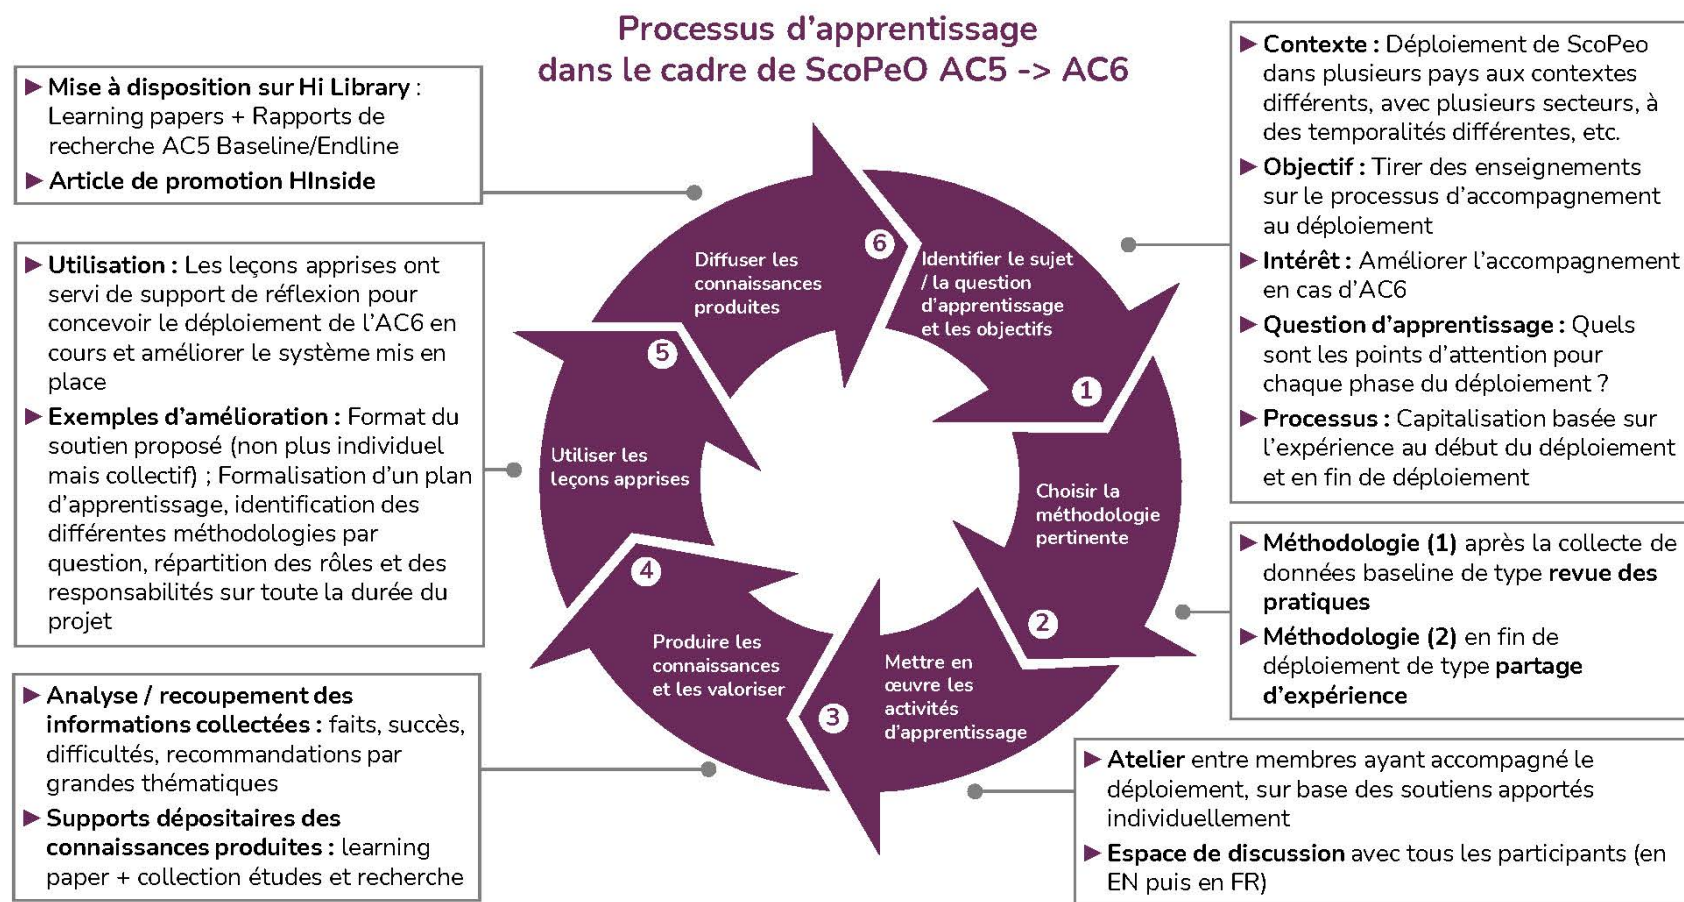 Processus d’apprentissage
dans le cadre de ScoPeO AC5 -> AC6
▶ Contexte : Déploiement de ScoPeo
dans plusieurs pays aux contextes
différents, avec plusieurs secteurs, à
des temporalités différentes, etc.
▶ Objectif : Tirer des enseignements
sur le processus d’accompagnement
au déploiement
▶ Intérêt : Améliorer l’accompagnement
en cas d’AC6
▶ Question d’apprentissage : Quels
sont les points d’attention pour
chaque phase du déploiement ?
▶ Processus : Capitalisation basée sur
l’expérience au début du déploiement
et en fin de déploiement
Identifier le sujet
/ la question
d’apprentissage
et les objectifs
1
▶ Méthodologie (1) après la collecte de
données baseline de type revue des
pratiques
▶ Méthodologie (2) en fin de
déploiement de type partage
d’expérience
Choisir la
méthodologie
pertinente
2
▶ Atelier entre membres ayant accompagné le
déploiement, sur base des soutiens apportés
individuellement
▶ Espace de discussion avec tous les participants (en
EN puis en FR)
Mettre en
œuvre les
activités
d’apprentissage
3
▶ Analyse / recoupement des
informations collectées : faits, succès,
difficultés, recommandations par
grandes thématiques
▶ Supports dépositaires des
connaissances produites : learning
paper + collection études et recherche
Produire les
connaissances
et les valoriser
4
▶ Utilisation : Les leçons apprises ont
servi de support de réflexion pour
concevoir le déploiement de l’AC6 en
cours et améliorer le système mis en
place
▶ Exemples d’amélioration : Format du
soutien proposé (non plus individuel
mais collectif) ; Formalisation d’un plan
d’apprentissage, identification des
différentes méthodologies par
question, répartition des rôles et des
responsabilités sur toute la durée du
projet
Utiliser les
leçons apprises
5
▶ Mise à disposition sur Hi Library :
Learning papers + Rapports de
recherche AC5 Baseline/Endline
▶ Article de promotion HInside
Diffuser les
connaissances
produites
6